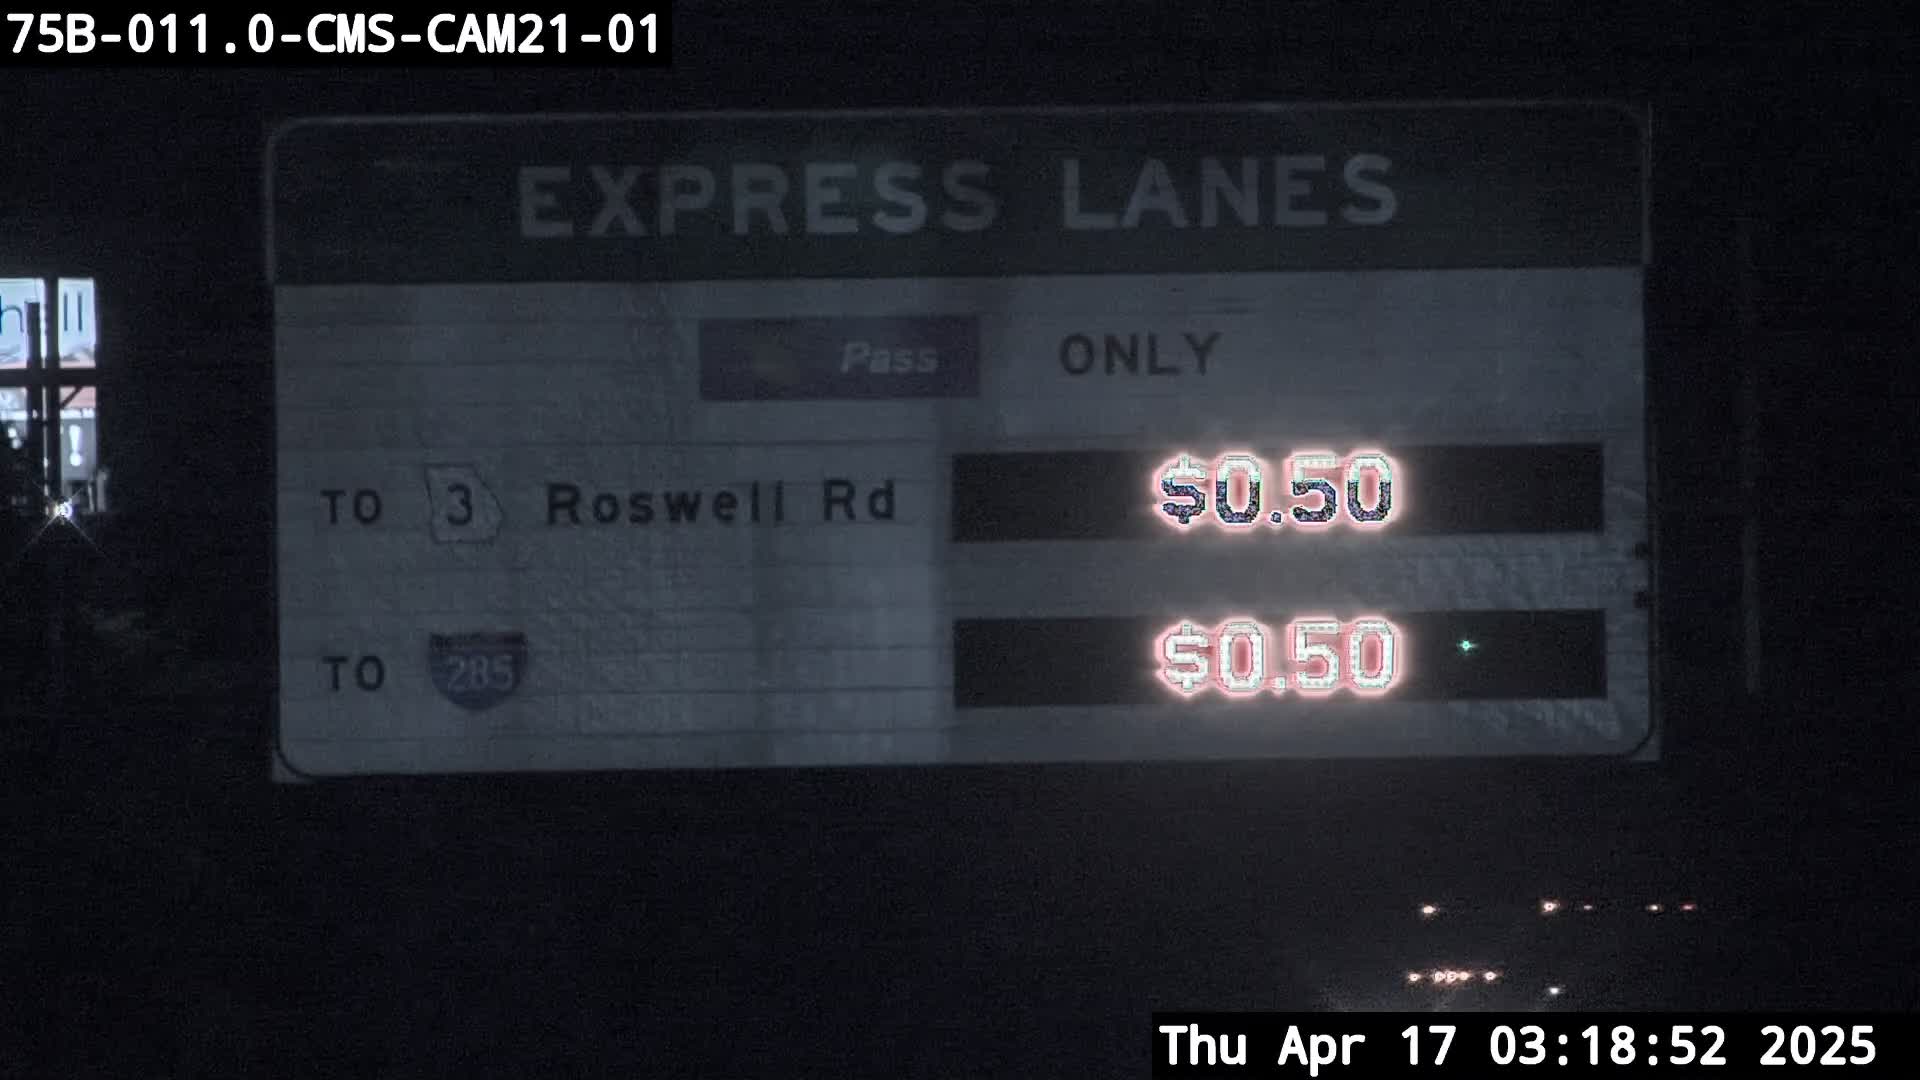 75B-011.0-CMS-CAM21-01
EXPRESS LANES
Pass ONLY
TO 3 Roswell Rd $0.50
TO 285 $0.50
Thu Apr 17 03:18:52 2025